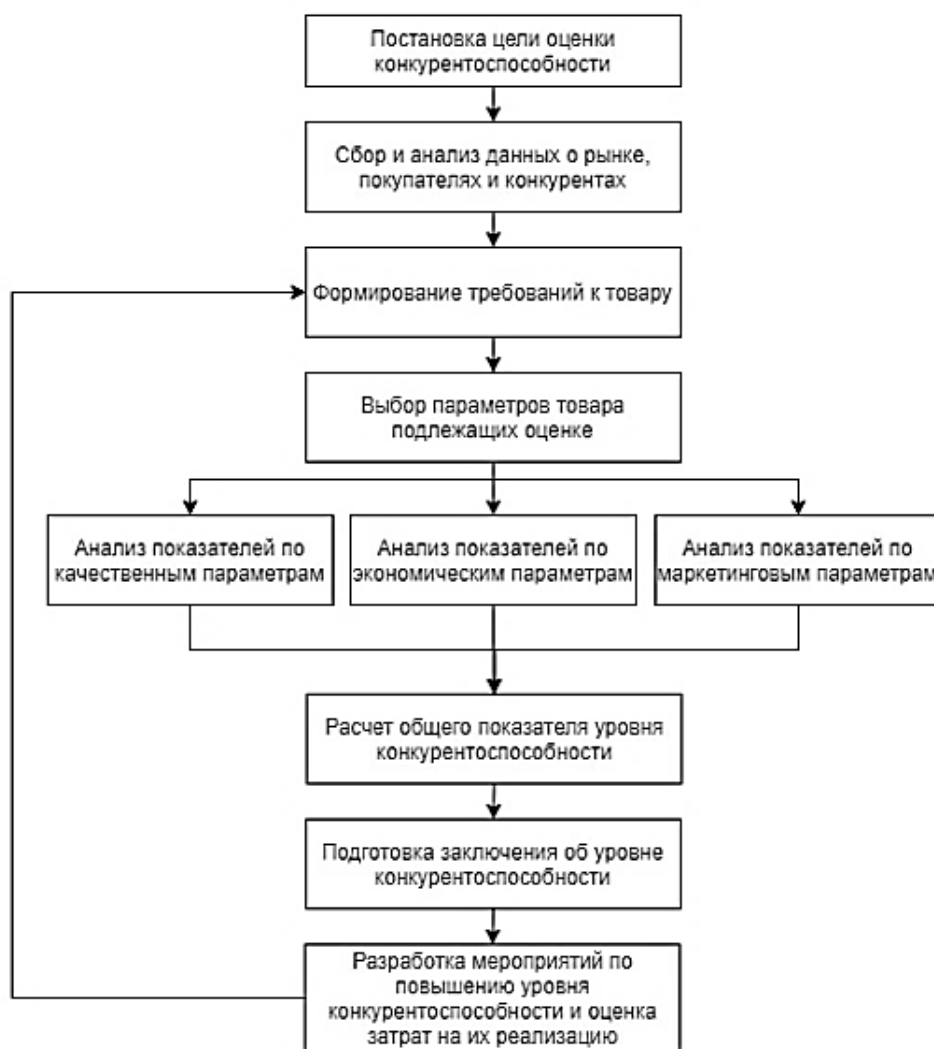 Постановка цели оценки
конкурентоспособности
Сбор и анализ данных о рынке,
покупателях и конкурентах
Формирование требований к товару
Выбор параметров товара
подлежащих оценке
Анализ показателей по
качественным параметрам
Анализ показателей по
экономическим параметрам
Анализ показателей по
маркетинговым параметрам
Расчет общего показателя уровня
конкурентоспособности
Подготовка заключения об уровне
конкурентоспособности
Разработка мероприятий по
повышению уровня
конкурентоспособности и оценка
затрат на их реализацию